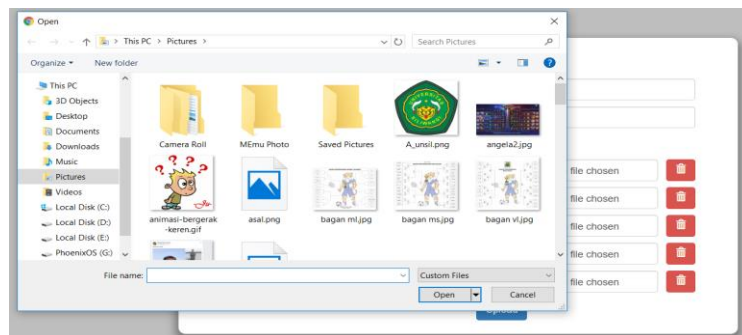 Open
This PC > Pictures >
Search Pictures
Organize
New folder
This PC
3D Objects
Desktop
Documents
Downloads
Music
Pictures
Videos
Local Disk (C:)
Local Disk (D:)
Local Disk (E:)
PhoenixOS (G:)
Camera Roll
MEmu Photo
Saved Pictures
A_unsil.png
angela2.jpg
animasi-bergerak
-keren.gif
asal.png
bagan ml.jpg
bagan ms.jpg
bagan vl.jpg
File name:
Custom Files
Open
Cancel
file chosen
file chosen
file chosen
file chosen
file chosen
Upload